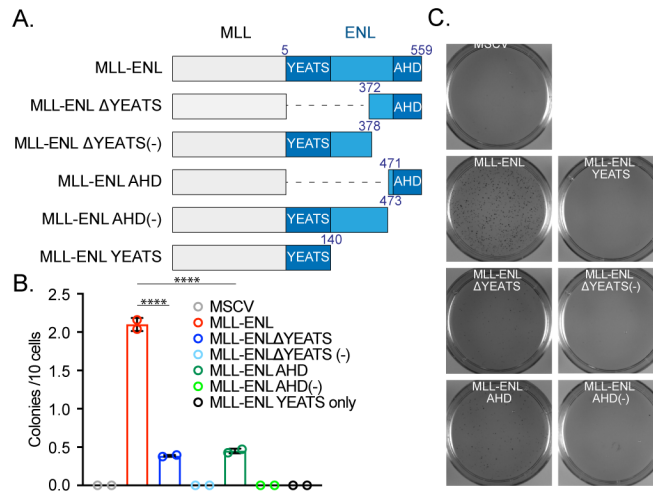 A.
MLL
ENL
5
559
MLL-ENL
YEATS
AHD
372
MLL-ENL ΔYEATS
AHD
378
MLL-ENL ΔYEATS(-)
YEATS
471
MLL-ENL AHD
AHD
473
MLL-ENL AHD(-)
YEATS
140
MLL-ENL YEATS
YEATS
B.
****
****
Colonies /10 cells
2.5
2.0
1.5
1.0
0.5
0.0
MSCV
MLL-ENL
MLL-ENLΔYEATS
MLL-ENLΔYEATS (-)
MLL-ENL AHD
MLL-ENL AHD(-)
MLL-ENL YEATS only
C.
MSCV
MLL-ENL
MLL-ENL
YEATS
MLL-ENL
ΔYEATS
MLL-ENL
ΔYEATS(-)
MLL-ENL
AHD
MLL-ENL
AHD(-)